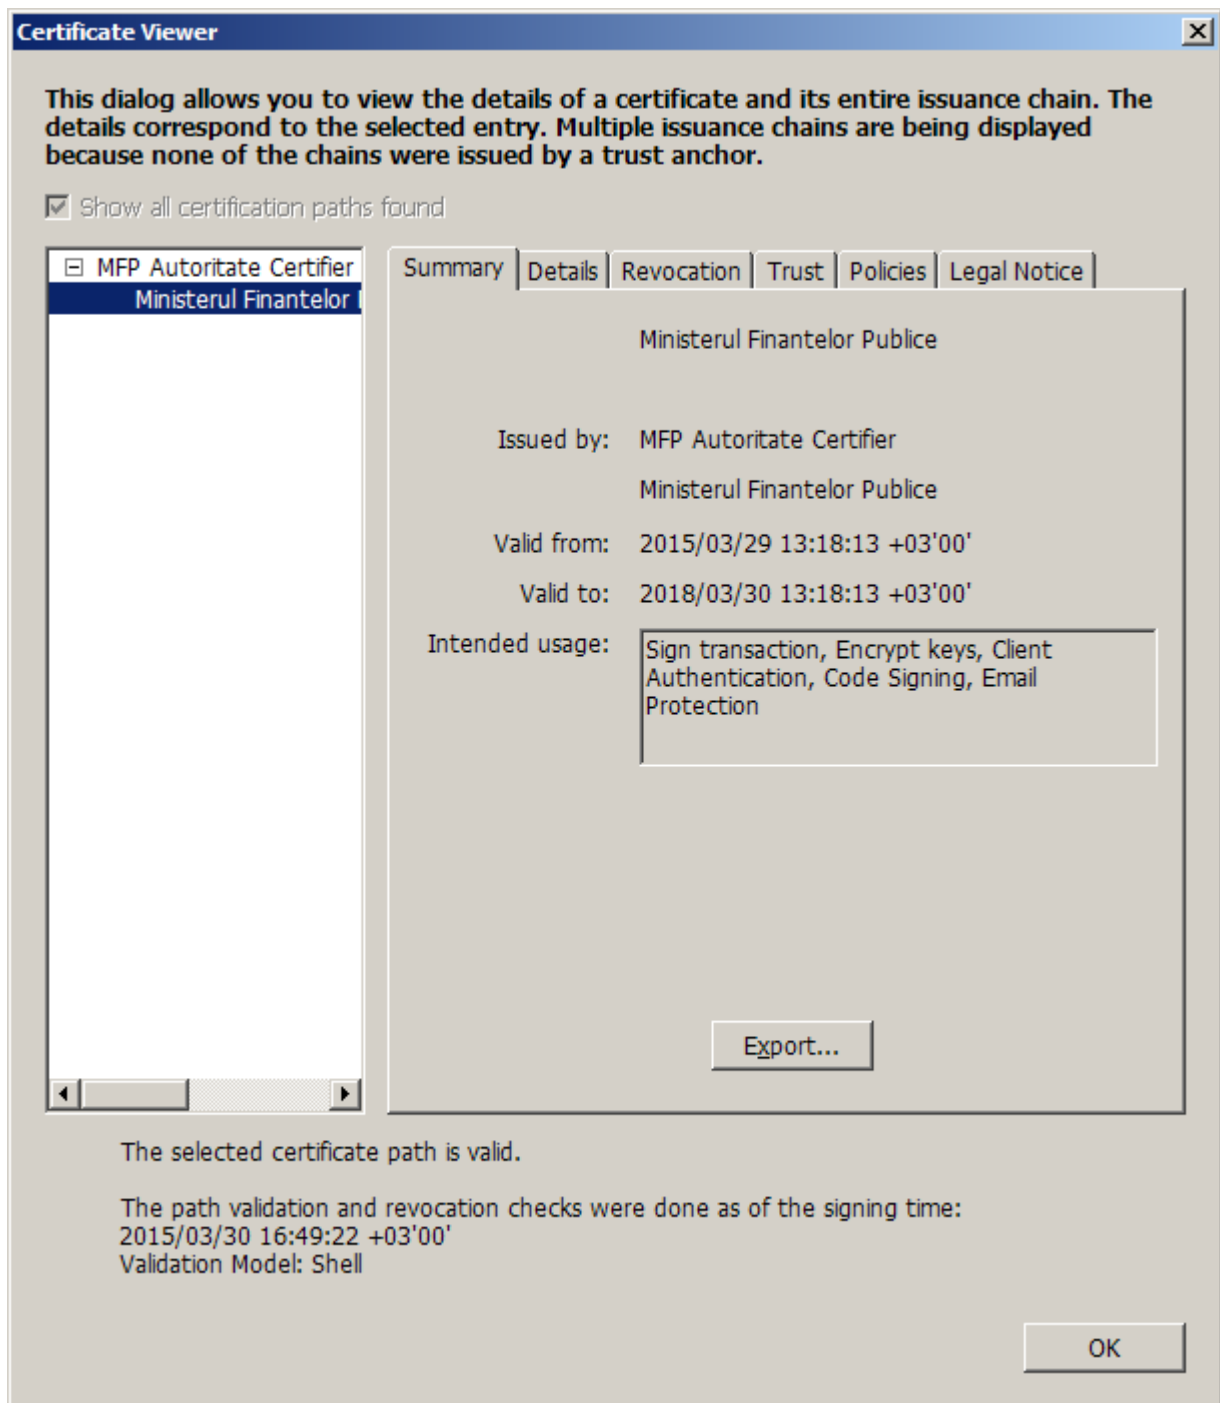 Certificate Viewer
This dialog allows you to view the details of a certificate and its entire issuance chain. The
details correspond to the selected entry. Multiple issuance chains are being displayed
because none of the chains were issued by a trust anchor.
Show all certification paths found
MFP Autoritate Certifier
Ministerul Finantelor
Summary Details Revocation Trust Policies Legal Notice
Ministerul Finantelor Publice
Issued by: MFP Autoritate Certifier
Ministerul Finantelor Publice
Valid from: 2015/03/29 13:18:13 +03'00'
Valid to: 2018/03/30 13:18:13 +03'00'
Intended usage: Sign transaction, Encrypt keys, Client
Authentication, Code Signing, Email
Protection
Export...
The selected certificate path is valid.
The path validation and revocation checks were done as of the signing time:
2015/03/30 16:49:22 +03'00'
Validation Model: Shell
OK